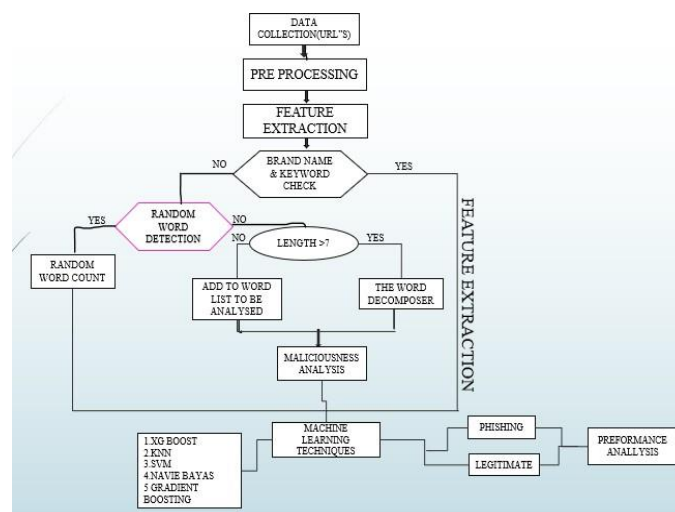 DATA
COLLECTION(URL"S)
PRE PROCESSING
FEATURE
EXTRACTION
NO
BRAND NAME
& KEYWORD
CHECK
YES
YES
RANDOM
WORD
DETECTION
NO
NO
LENGTH >7
YES
RANDOM
WORD COUNT
ADD TO WORD
LIST TO BE
ANALYSED
THE WORD
DECOMPOSER
FEATURE EXTRACTION
MALICIOUSNESS
ANALYSIS
MACHINE
LEARNING
TECHNIQUES
1.XG BOOST
2.KNN
3.SVM
4.NAVIE BAYAS
5 GRADIENT
BOOSTING
PHISHING
LEGITIMATE
PREFORMANCE
ANALLYSIS